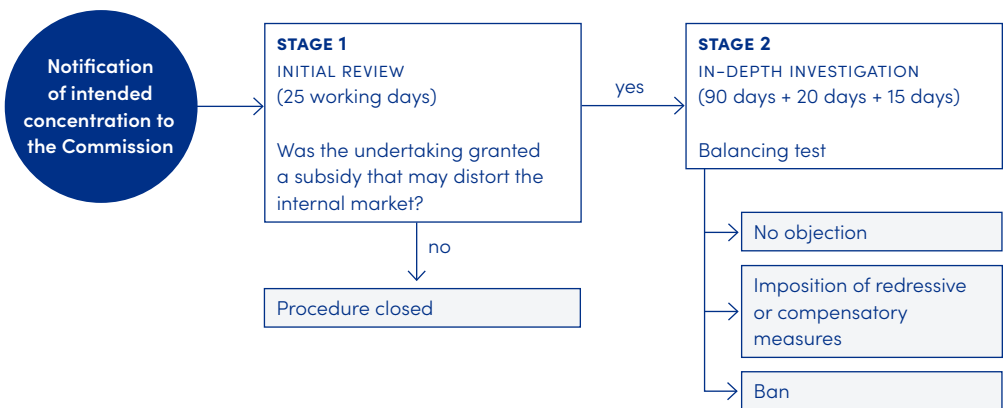 Notification
of intended
concentration to
the Commission
STAGE 1
INITIAL REVIEW
(25 working days)
Was the undertaking granted
a subsidy that may distort the
internal market?
yes
no
Procedure closed
STAGE 2
IN-DEPTH INVESTIGATION
(90 days + 20 days + 15 days)
Balancing test
No objection
Imposition of redressive
or compensatory
measures
Ban